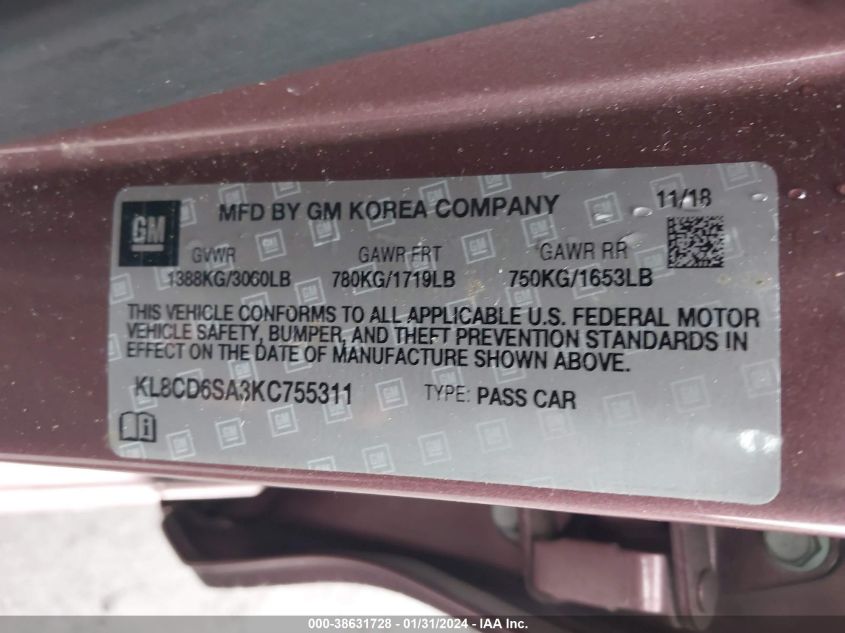 GM MFD BY GM KOREA COMPANY 11/18
GVWR GAWR FRT GAWR RR
1388KG/3060LB 780KG/1719LB 750KG/1653LB
THIS VEHICLE CONFORMS TO ALL APPLICABLE U.S. FEDERAL MOTOR
VEHICLE SAFETY, BUMPER, AND THEFT PREVENTION STANDARDS IN
EFFECT ON THE DATE OF MANUFACTURE SHOWN ABOVE.
KL8CD6SA3KC755311 TYPE: PASS CAR
000-38631728 - 01/31/2024 - IAA Inc.